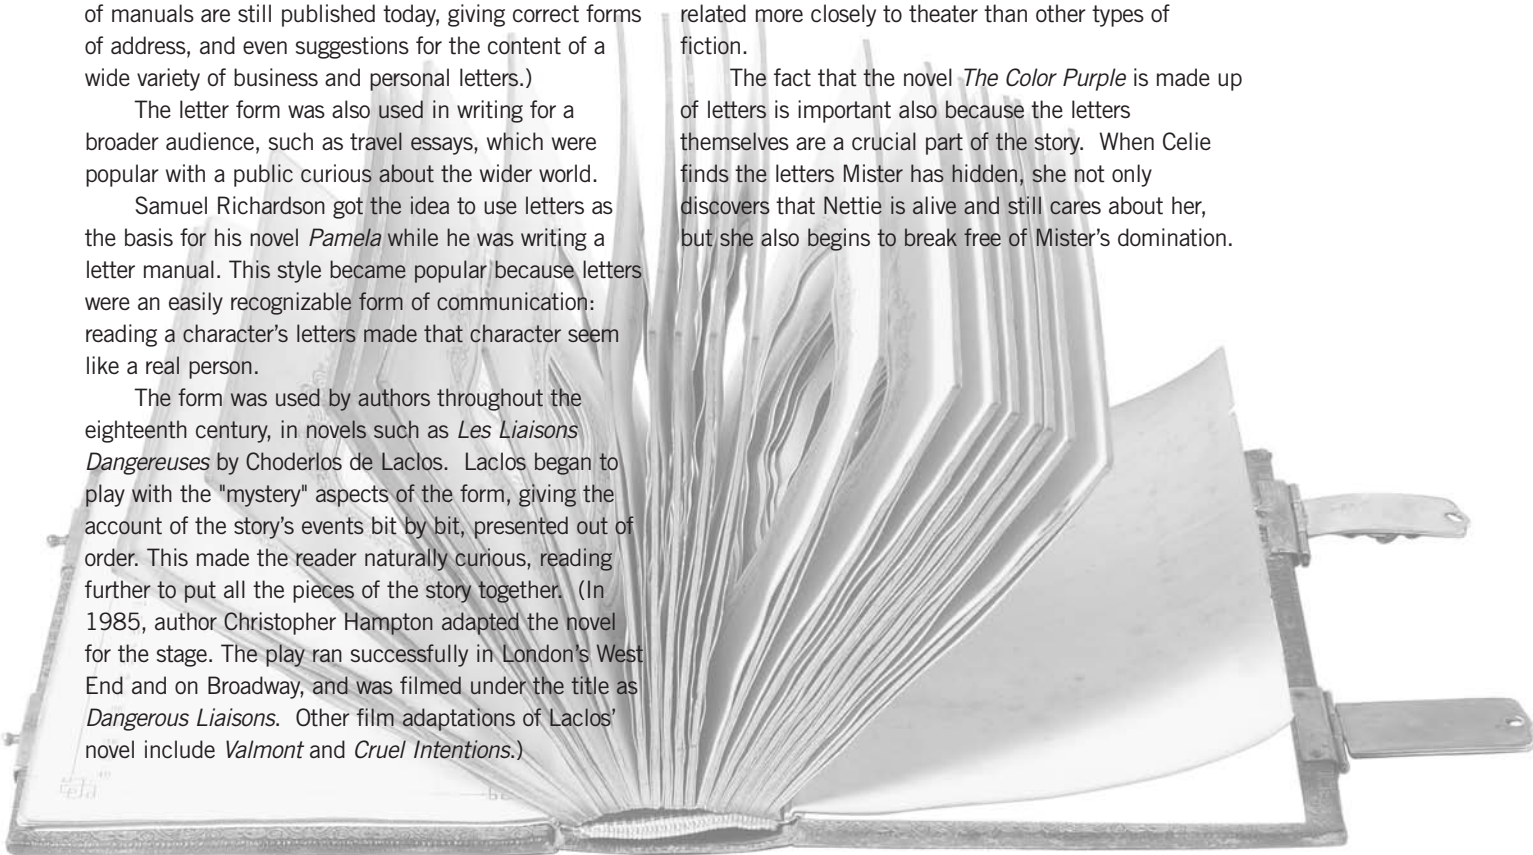 of manuals are still published today, giving correct forms
of address, and even suggestions for the content of a
wide variety of business and personal letters.)
The letter form was also used in writing for a
broader audience, such as travel essays, which were
popular with a public curious about the wider world.
Samuel Richardson got the idea to use letters as
the basis for his novel Pamela while he was writing a
letter manual. This style became popular because letters
were an easily recognizable form of communication:
reading a character's letters made that character seem
like a real person.
The form was used by authors throughout the
eighteenth century, in novels such as Les Liaisons
Dangereuses by Choderlos de Laclos.  Laclos began to
play with the "mystery" aspects of the form, giving the
account of the story's events bit by bit, presented out of
order. This made the reader naturally curious, reading
further to put all the pieces of the story together.  (In
1985, author Christopher Hampton adapted the novel
for the stage. The play ran successfully in London's West
End and on Broadway, and was filmed under the title as
Dangerous Liaisons.  Other film adaptations of Laclos'
novel include Valmont and Cruel Intentions.)
related more closely to theater than other types of
fiction.
The fact that the novel The Color Purple is made up
of letters is important also because the letters
themselves are a crucial part of the story.  When Celie
finds the letters Mister has hidden, she not only
discovers that Nettie is alive and still cares about her,
but she also begins to break free of Mister's domination.